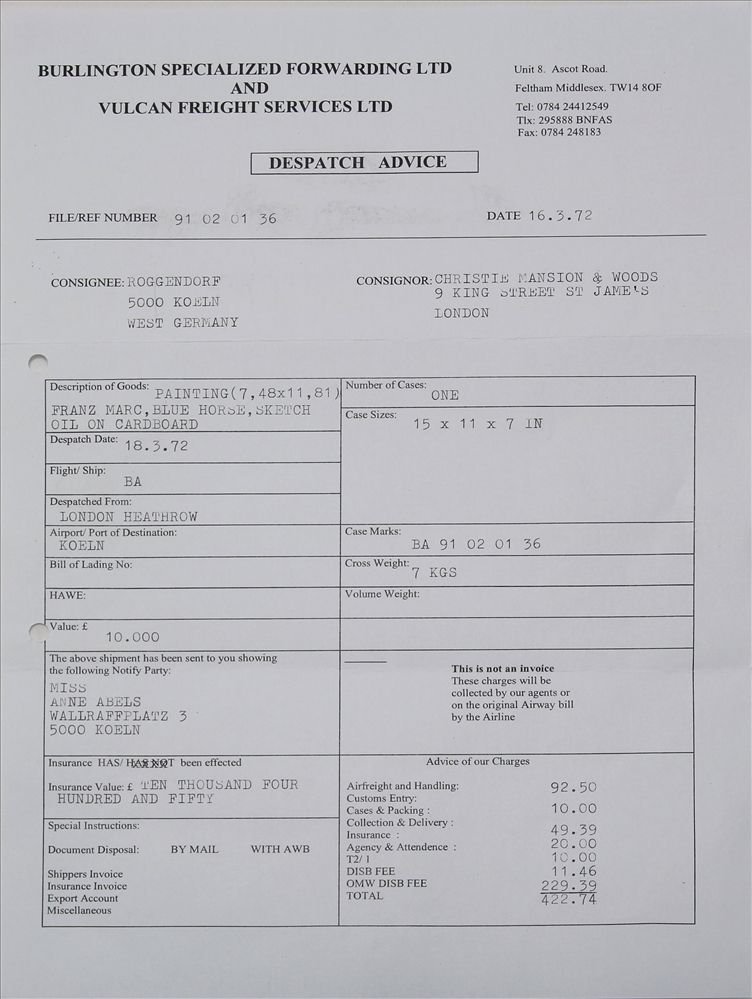 BURLINGTON SPECIALIZED FORWARDING LTD
AND
VULCAN FREIGHT SERVICES LTD
Unit 8. Ascot Road.
Feltham Middlesex. TW14 8OF
Tel: 0784 24412549
Tlx: 295888 BNFAS
Fax: 0784 248183
DESPATCH ADVICE
FILE/REF NUMBER 91 02 01 36
DATE 16.3.72
CONSIGNEE: ROGGENDORF
5000 KOELN
WEST GERMANY
CONSIGNOR: CHRISTIE MANSION & WOODS
9 KING STREET ST JAME'S
LONDON
Description of Goods: PAINTING(7,48x11,81)
FRANZ MARC,BLUE HORSE,SKETCH
OIL ON CARDBOARD
Number of Cases:
ONE
Case Sizes:
15 x 11 x 7 IN
Despatch Date: 18.3.72
Flight/ Ship:
BA
Despatched From:
LONDON HEATHROW
Airport/ Port of Destination:
KOELN
Case Marks:
BA 91 02 01 36
Bill of Lading No:
Cross Weight: 7 KGS
HAWE:
Volume Weight:
Value: £
10.000
The above shipment has been sent to you showing
the following Notify Party:
MISS
ANNE ABELS
WALLRAFFPLATZ 3
5000 KOELN
This is not an invoice
These charges will be
collected by our agents or
on the original Airway bill
by the Airline
Insurance HAS/ HAS NOT been effected
Insurance Value: £ TEN THOUSAND FOUR
HUNDRED AND FIFTY
Special Instructions:
Document Disposal: BY MAIL WITH AWB
Shippers Invoice
Insurance Invoice
Export Account
Miscellaneous
Advice of our Charges
Airfreight and Handling: 92.50
Customs Entry:
Cases & Packing : 10.00
Collection & Delivery :
Insurance : 49.39
Agency & Attendence : 20.00
T2/ 1 10.00
DISB FEE 11.46
OMW DISB FEE 229.39
TOTAL 422.74